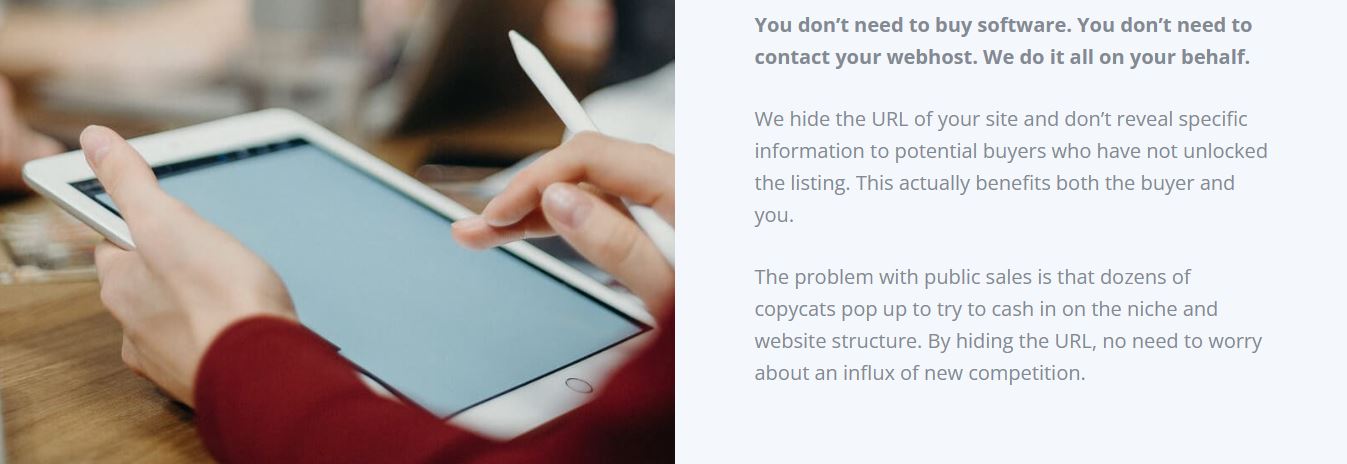 You don’t need to buy software. You don’t need to
contact your webhost. We do it all on your behalf.
We hide the URL of your site and don’t reveal specific
information to potential buyers who have not unlocked
the listing. This actually benefits both the buyer and
you.
The problem with public sales is that dozens of
copycats pop up to try to cash in on the niche and
website structure. By hiding the URL, no need to worry
about an influx of new competition.